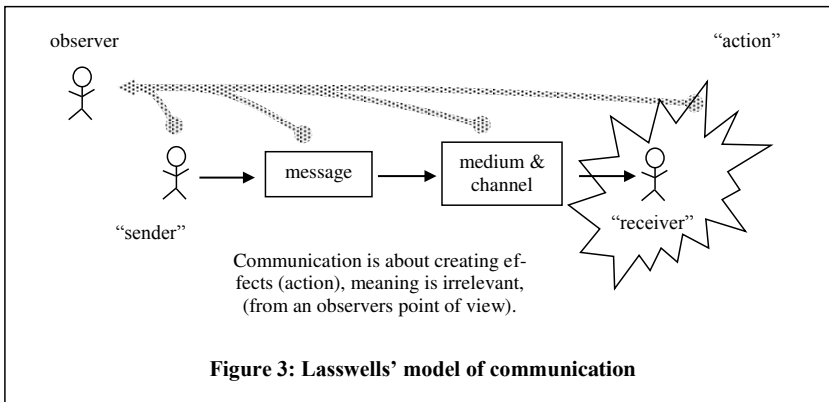 observer
“action”
message
medium &
channel
“sender”
“receiver”
Communication is about creating ef-
fects (action), meaning is irrelevant,
(from an observers point of view).
Figure 3: Lasswells’ model of communication